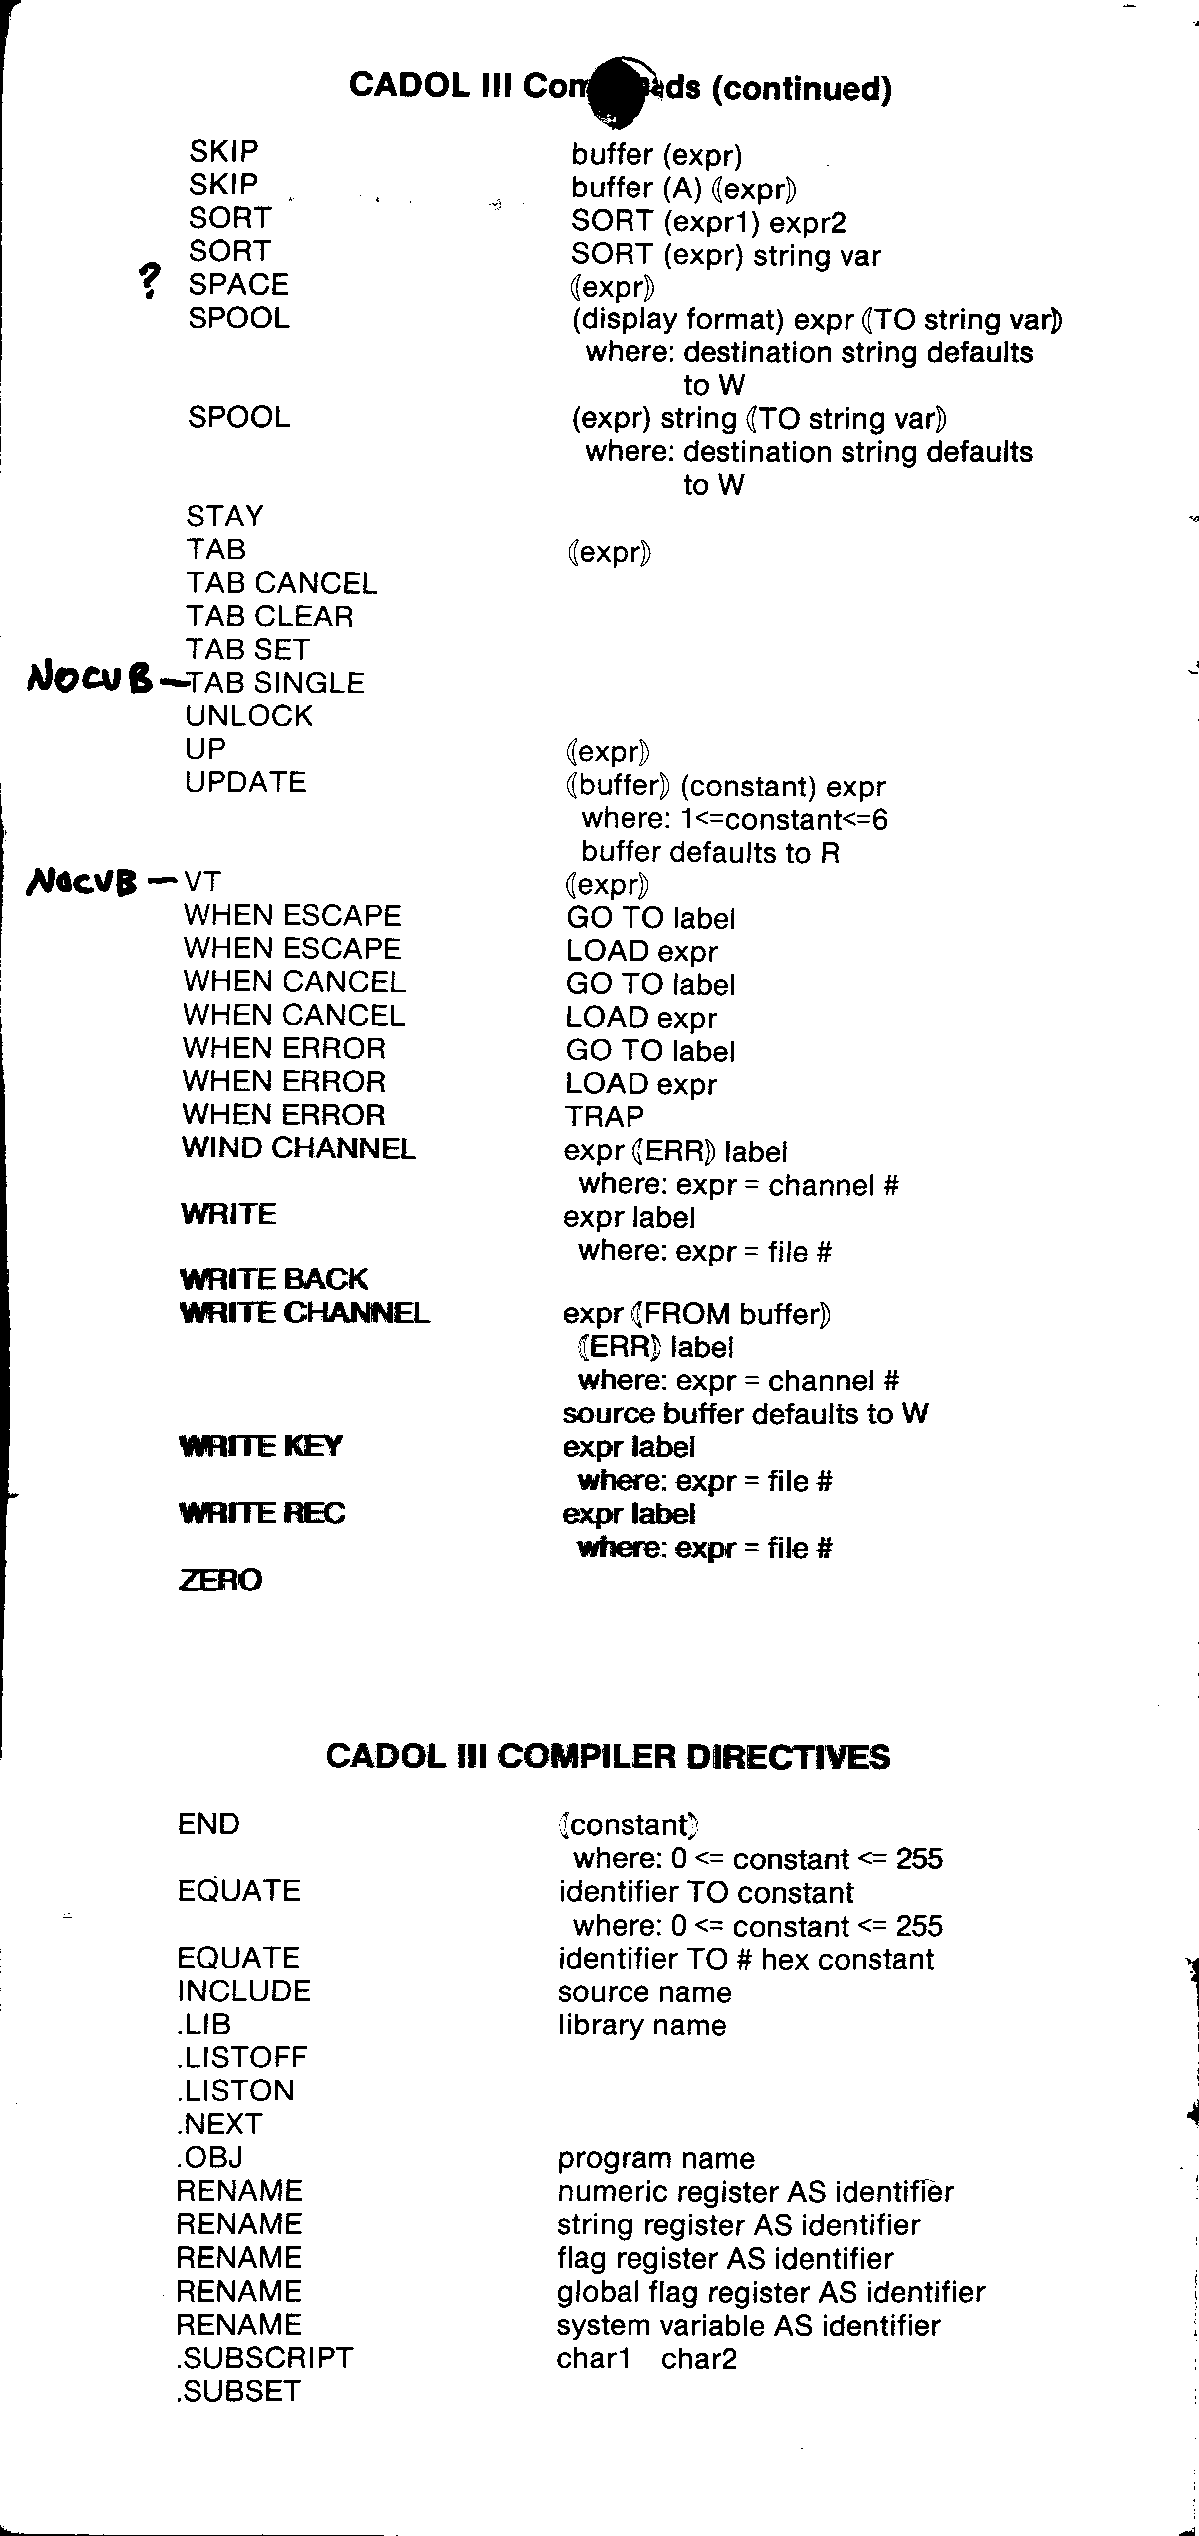 CADOL III Commands (continued)
SKIP buffer (expr)
SKIP buffer (A) ⟪expr⟫
SORT SORT (expr1) expr2
SORT SORT (expr) string var
? SPACE ⟪expr⟫
SPOOL (display format) expr ⟪TO string var⟫
where: destination string defaults
to W
SPOOL (expr) string ⟪TO string var⟫
where: destination string defaults
to W
STAY
TAB ⟪expr⟫
TAB CANCEL
TAB CLEAR
TAB SET
NOCUB — TAB SINGLE
UNLOCK
UP ⟪expr⟫
UPDATE ⟪buffer⟫ (constant) expr
where: 1<=constant<=6
buffer defaults to R
NOCUB — VT ⟪expr⟫
WHEN ESCAPE GO TO label
WHEN ESCAPE LOAD expr
WHEN CANCEL GO TO label
WHEN CANCEL LOAD expr
WHEN ERROR GO TO label
WHEN ERROR LOAD expr
WHEN ERROR TRAP
WIND CHANNEL expr ⟪ERR⟫ label
where: expr = channel #
WRITE expr label
where: expr = file #
WRITE BACK
WRITE CHANNEL expr ⟪FROM buffer⟫
⟪ERR⟫ label
where: expr = channel #
source buffer defaults to W
WRITE KEY expr label
where: expr = file #
WRITE REC expr label
where: expr = file #
ZERO
CADOL III COMPILER DIRECTIVES
END ⟪constant⟫
where: 0 <= constant <= 255
EQUATE identifier TO constant
where: 0 <= constant <= 255
EQUATE identifier TO # hex constant
INCLUDE source name
.LIB library name
.LISTOFF
.LISTON
.NEXT
.OBJ program name
RENAME numeric register AS identifier
RENAME string register AS identifier
RENAME flag register AS identifier
RENAME global flag register AS identifier
RENAME system variable AS identifier
.SUBSCRIPT char1 char2
.SUBSET